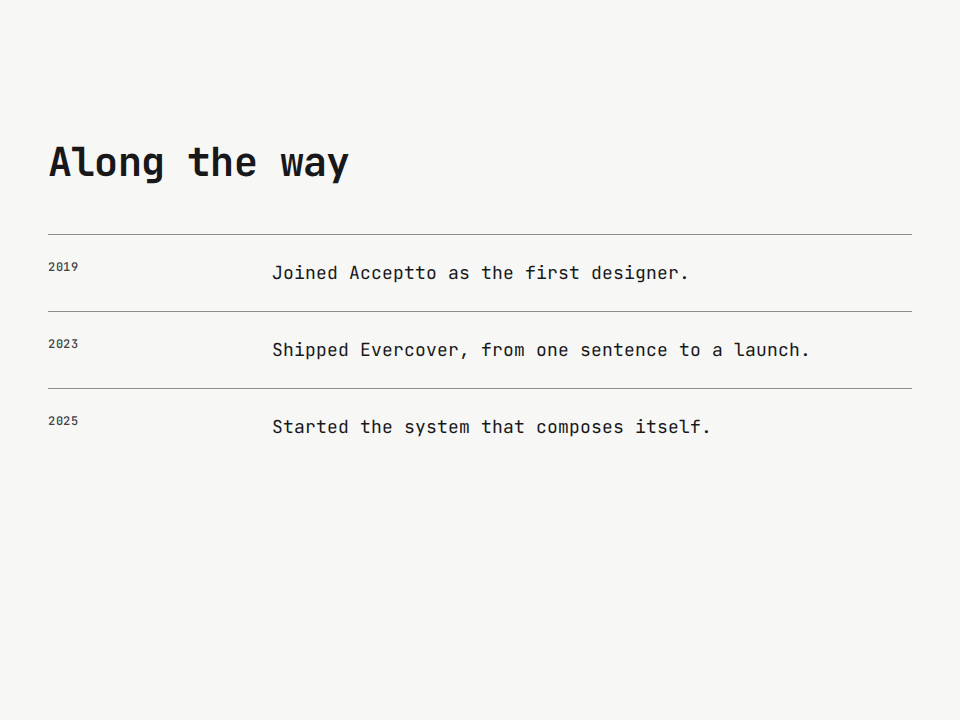 Along the way
2019
Joined Acceptto as the first designer.
2023
Shipped Evercover, from one sentence to a launch.
2025
Started the system that composes itself.